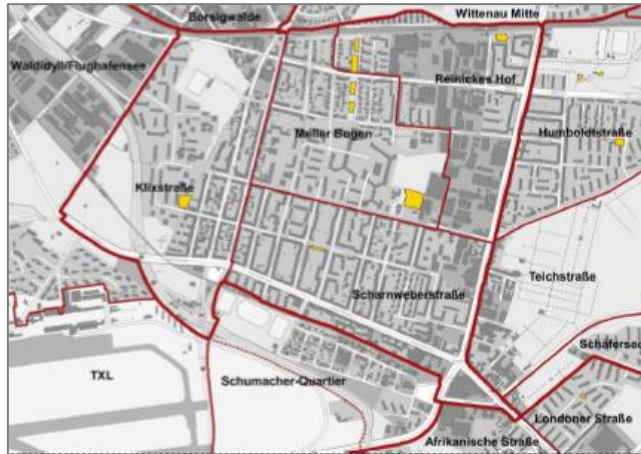 Borsigwalde
Wittenau Mitte
Waldidyll/Flughafensee
Reinickes Hof
Meller Bogen
Humboldtstraße
Klixstraße
Teichstraße
Scharnweberstraße
Schäfersee
TXL
Schumacher-Quartier
Londoner Straße
Afrikanische Straße